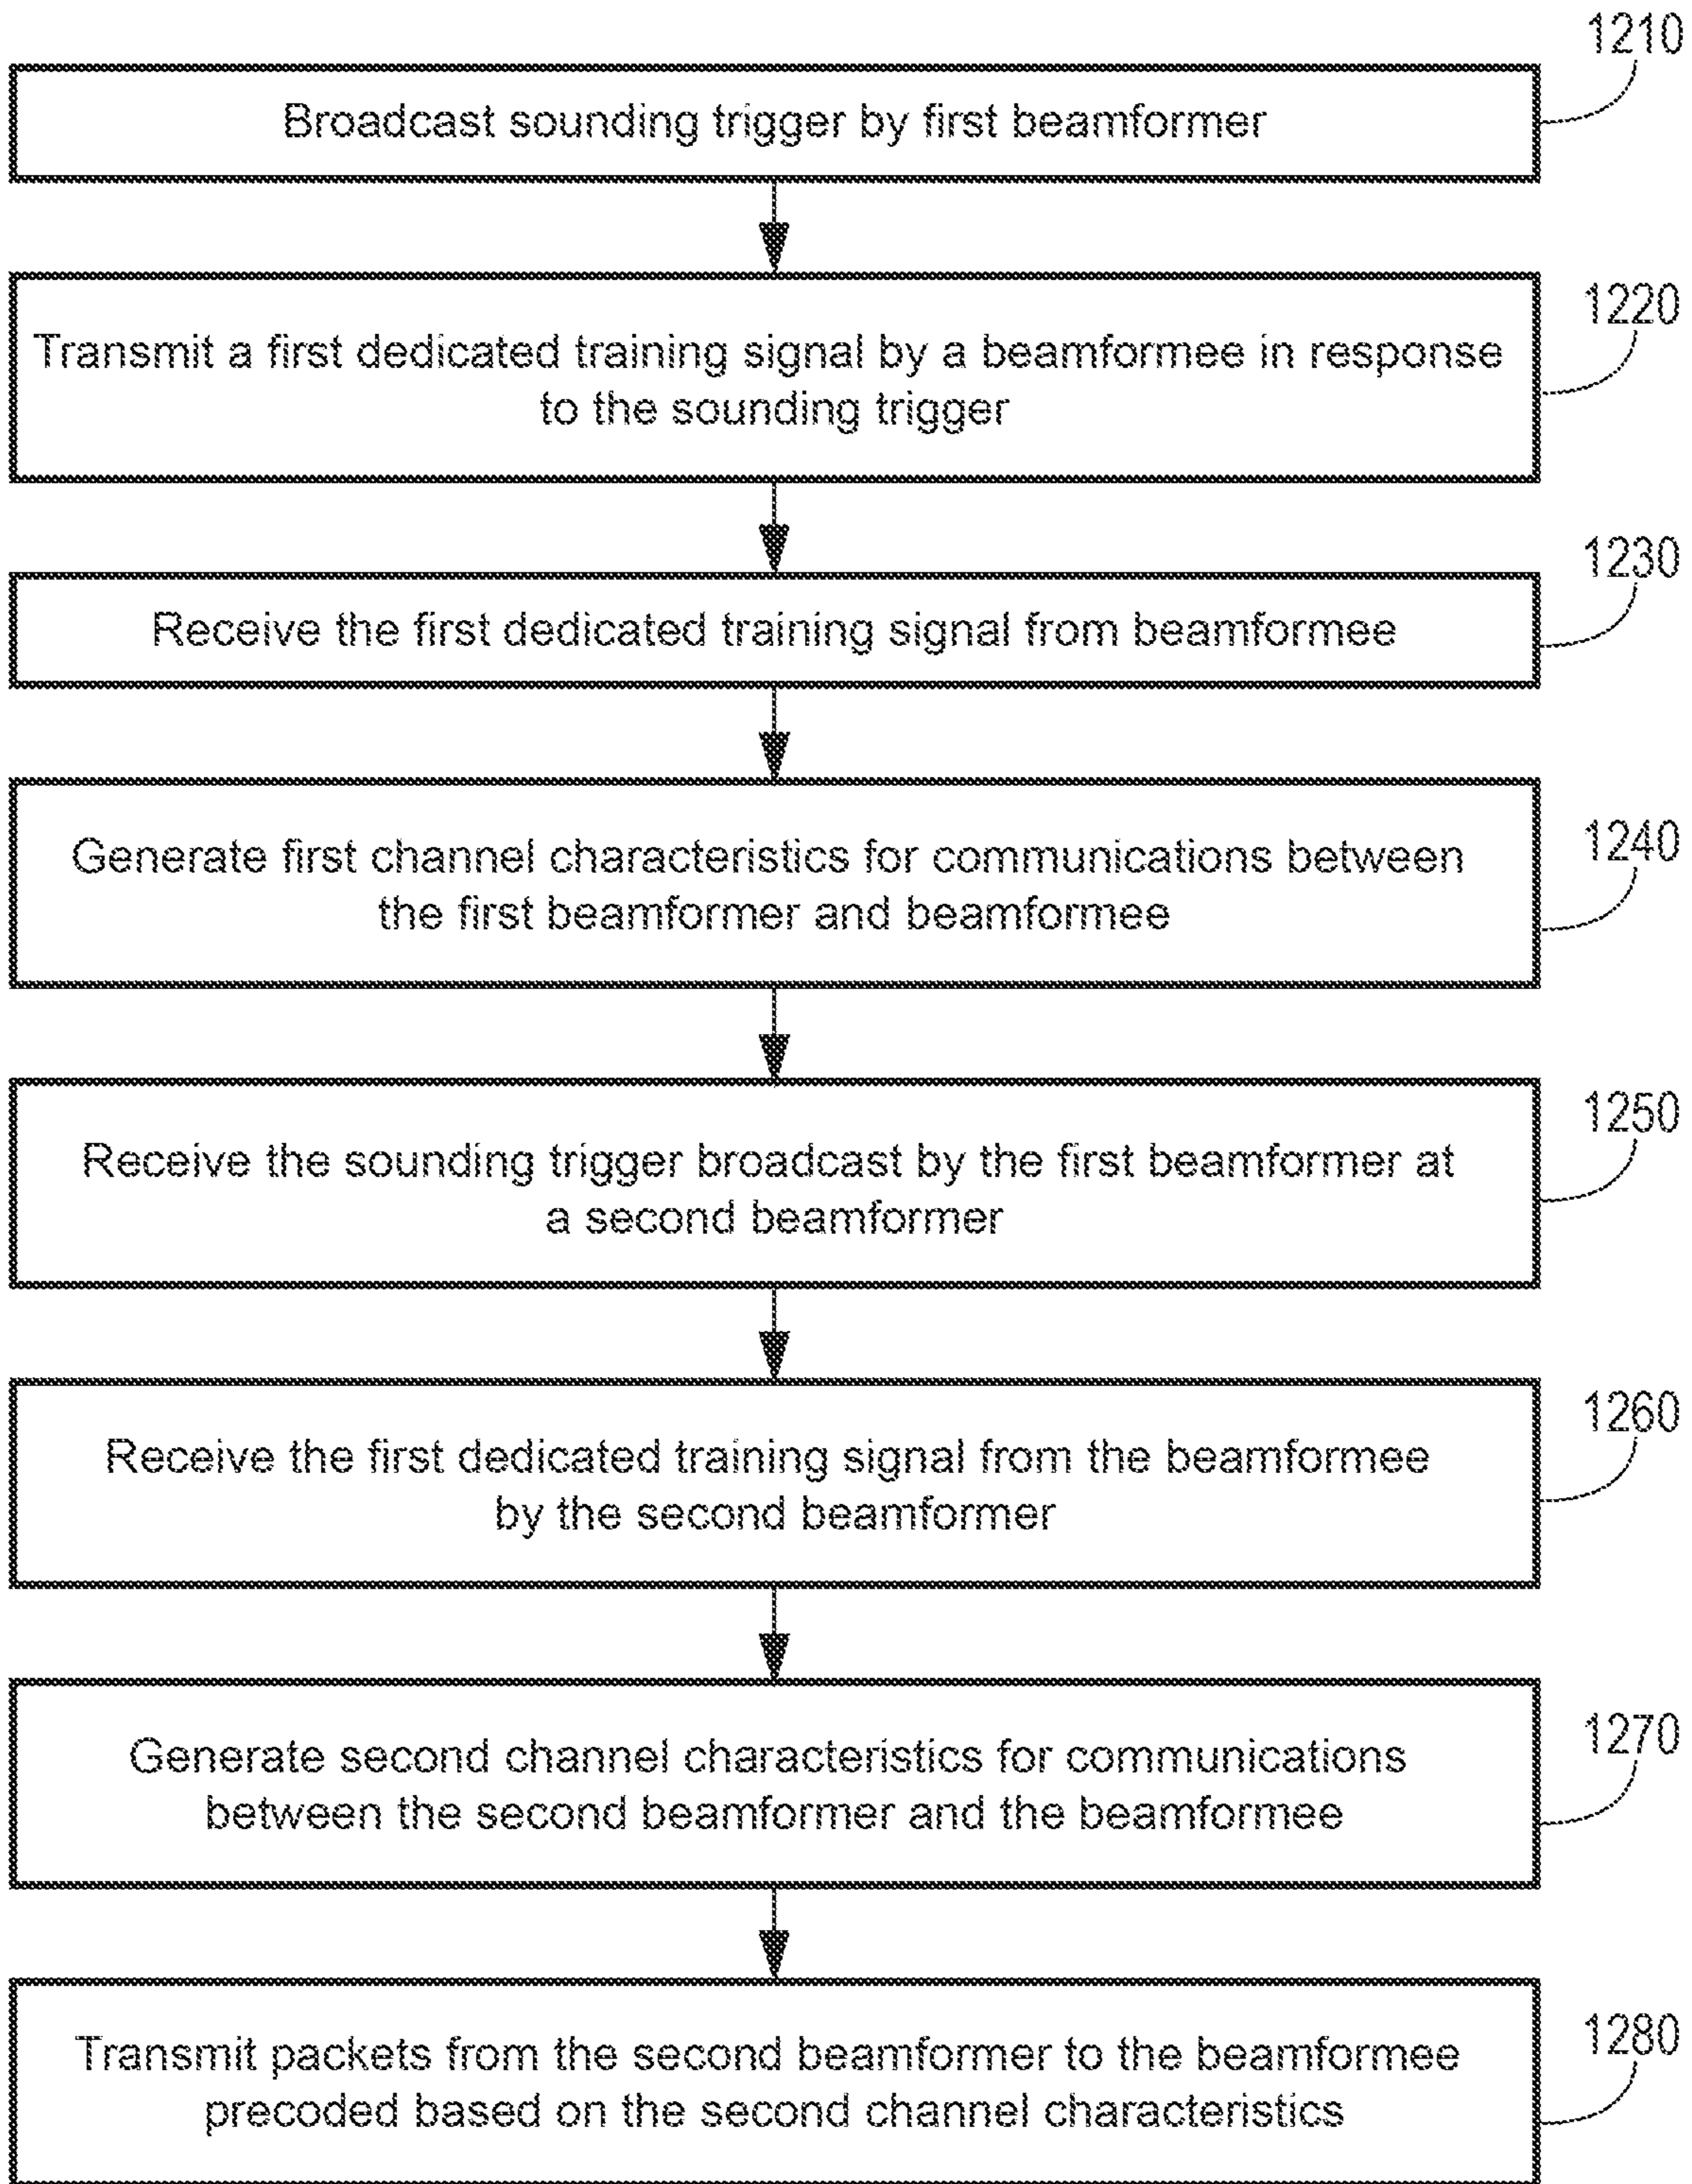 1210
Broadcast sounding trigger by first beamformer
1220
Transmit a first dedicated training signal by a beamformee in response
to the sounding trigger
1230
Receive the first dedicated training signal from beamformee
1240
Generate first channel characteristics for communications between
the first beamformer and beamformee
1250
Receive the sounding trigger broadcast by the first beamformer at
a second beamformer
1260
Receive the first dedicated training signal from the beamformee
by the second beamformer
1270
Generate second channel characteristics for communications
between the second beamformer and the beamformee
1280
Transmit packets from the second beamformer to the beamformee
precoded based on the second channel characteristics